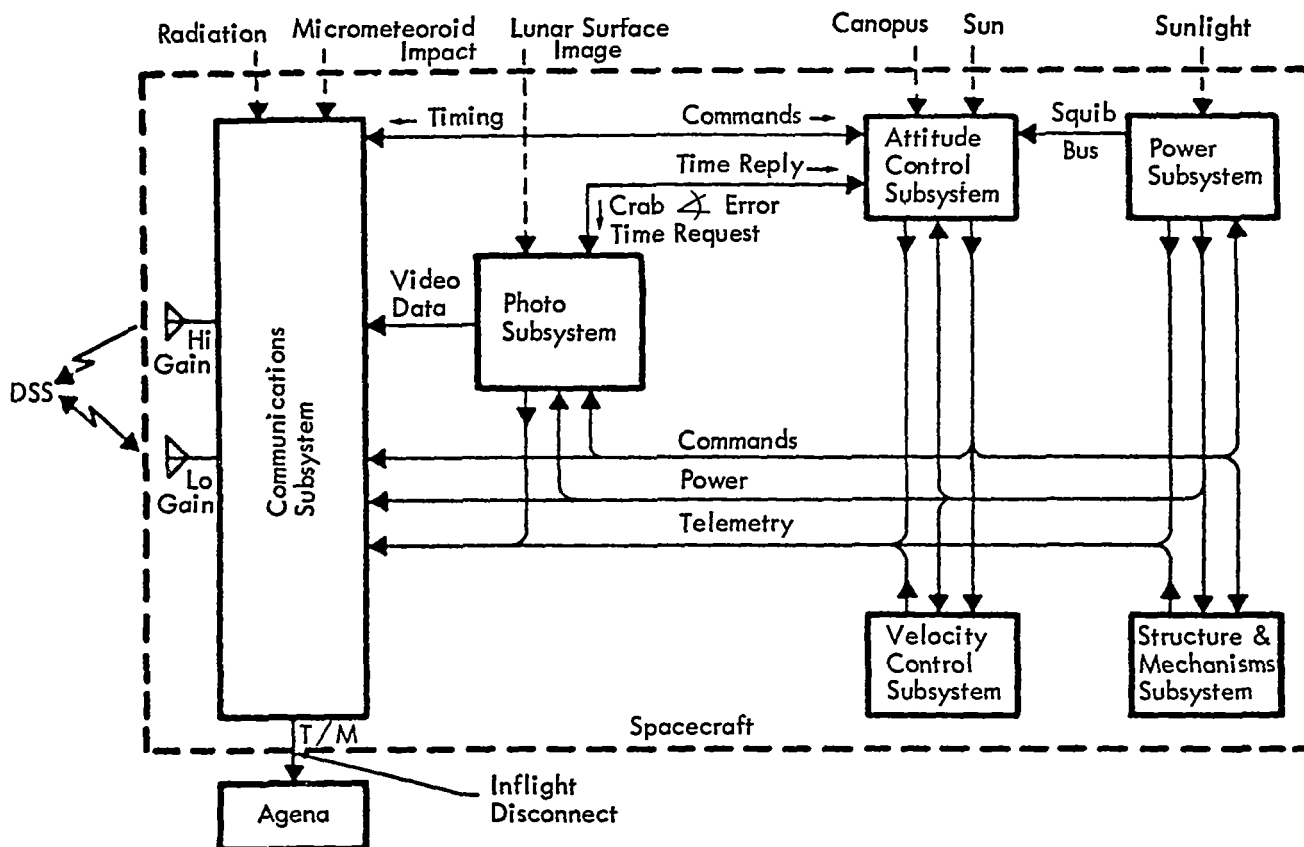 Radiation
Micrometeoroid
Impact
Lunar Surface
Image
Canopus
Sun
Sunlight
← Timing
Commands →
Attitude
Control
Subsystem
Squib
Bus
Power
Subsystem
Time Reply →
↓ Crab ∡ Error
Time Request
Video
Data
Photo
Subsystem
Communications
Subsystem
Hi
Gain
DSS
Lo
Gain
Commands
Power
Telemetry
Velocity
Control
Subsystem
Structure &
Mechanisms
Subsystem
T/M
Spacecraft
Inflight
Disconnect
Agena